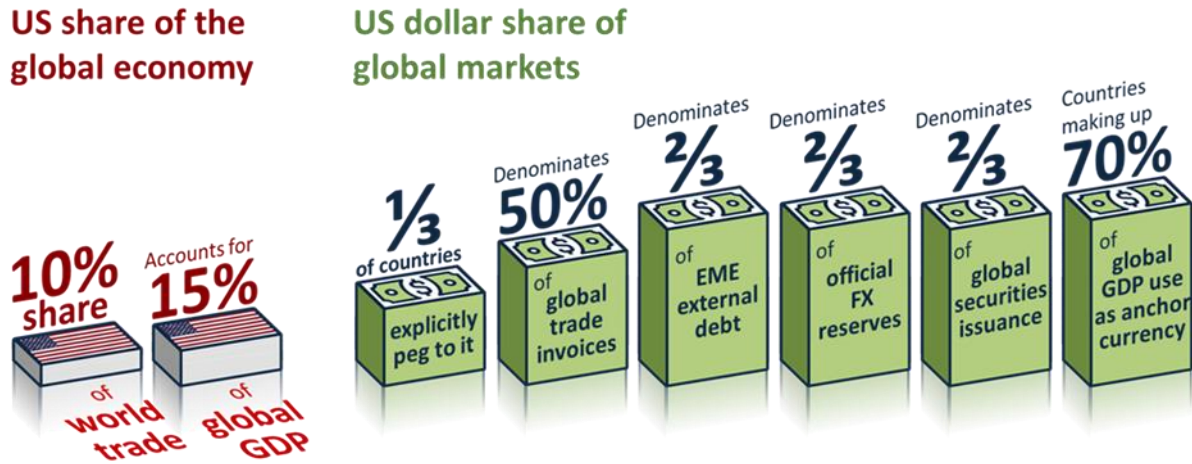 US share of the
global economy
10%
share
of
world
trade
Accounts for
15%
of
global
GDP
US dollar share of
global markets
⅓
of countries
explicitly
peg to it
Denominates
50%
of
global
trade
invoices
Denominates
⅔
of
EME
external
debt
Denominates
⅔
of
official
FX
reserves
Denominates
⅔
of
global
securities
issuance
Countries
making up
70%
of
global
GDP use
as anchor
currency